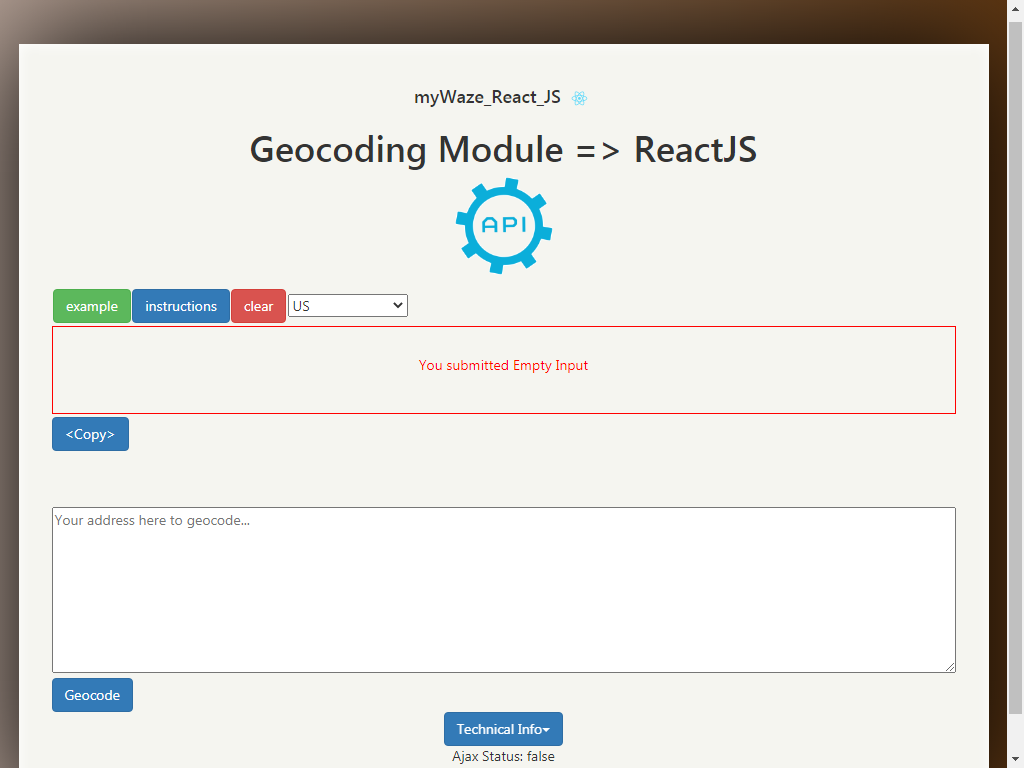 myWaze_React_JS
Geocoding Module => ReactJS
API
example instructions clear US
You submitted Empty Input
<Copy>
Your address here to geocode...
Geocode
Technical Info
Ajax Status: false